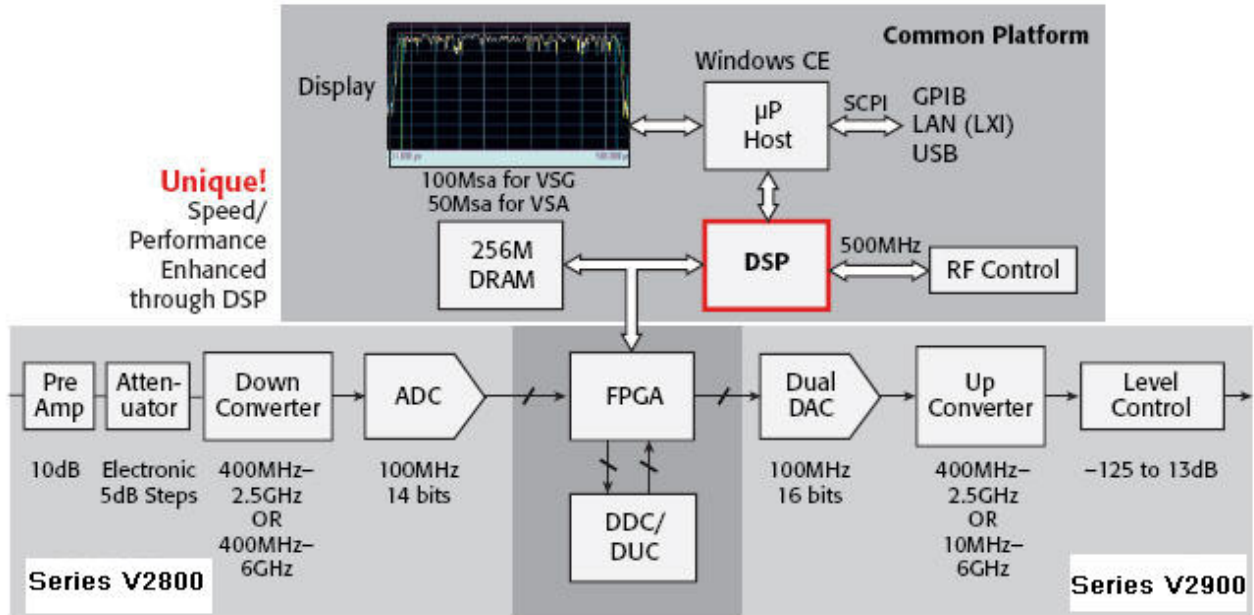 Common Platform
Windows CE
Display
µP
Host
SCPI
GPIB
LAN (LXI)
USB
100Msa for VSG
50Msa for VSA
Unique!
Speed/
Performance
Enhanced
through DSP
256M
DRAM
DSP
500MHz
RF Control
Pre
Amp
Atten-
uator
Down
Converter
ADC
FPGA
Dual
DAC
Up
Converter
Level
Control
10dB
Electronic
5dB Steps
400MHz–
2.5GHz
OR
400MHz–
6GHz
100MHz
14 bits
DDC/
DUC
100MHz
16 bits
400MHz–
2.5GHz
OR
10MHz–
6GHz
–125 to 13dB
Series V2800
Series V2900